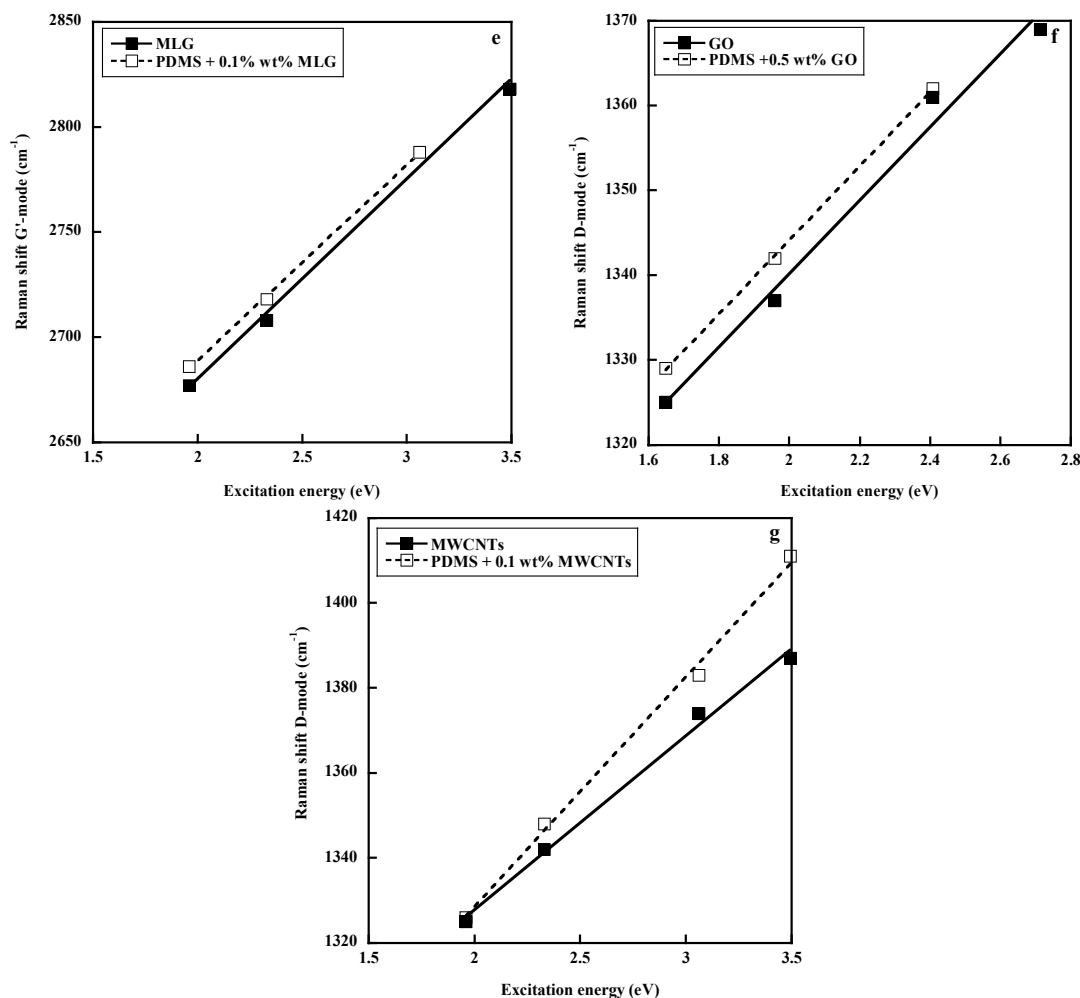 e
MLG
PDMS + 0.1% wt% MLG
2850
2800
2750
2700
2650
Raman shift G'-mode (cm⁻¹)
1.5 2 2.5 3 3.5
Excitation energy (eV)
f
GO
PDMS +0.5 wt% GO
1370
1360
1350
1340
1330
1320
Raman shift D-mode (cm⁻¹)
1.6 1.8 2 2.2 2.4 2.6 2.8
Excitation energy (eV)
g
MWCNTs
PDMS + 0.1 wt% MWCNTs
1420
1400
1380
1360
1340
1320
Raman shift D-mode (cm⁻¹)
1.5 2 2.5 3 3.5
Excitation energy (eV)